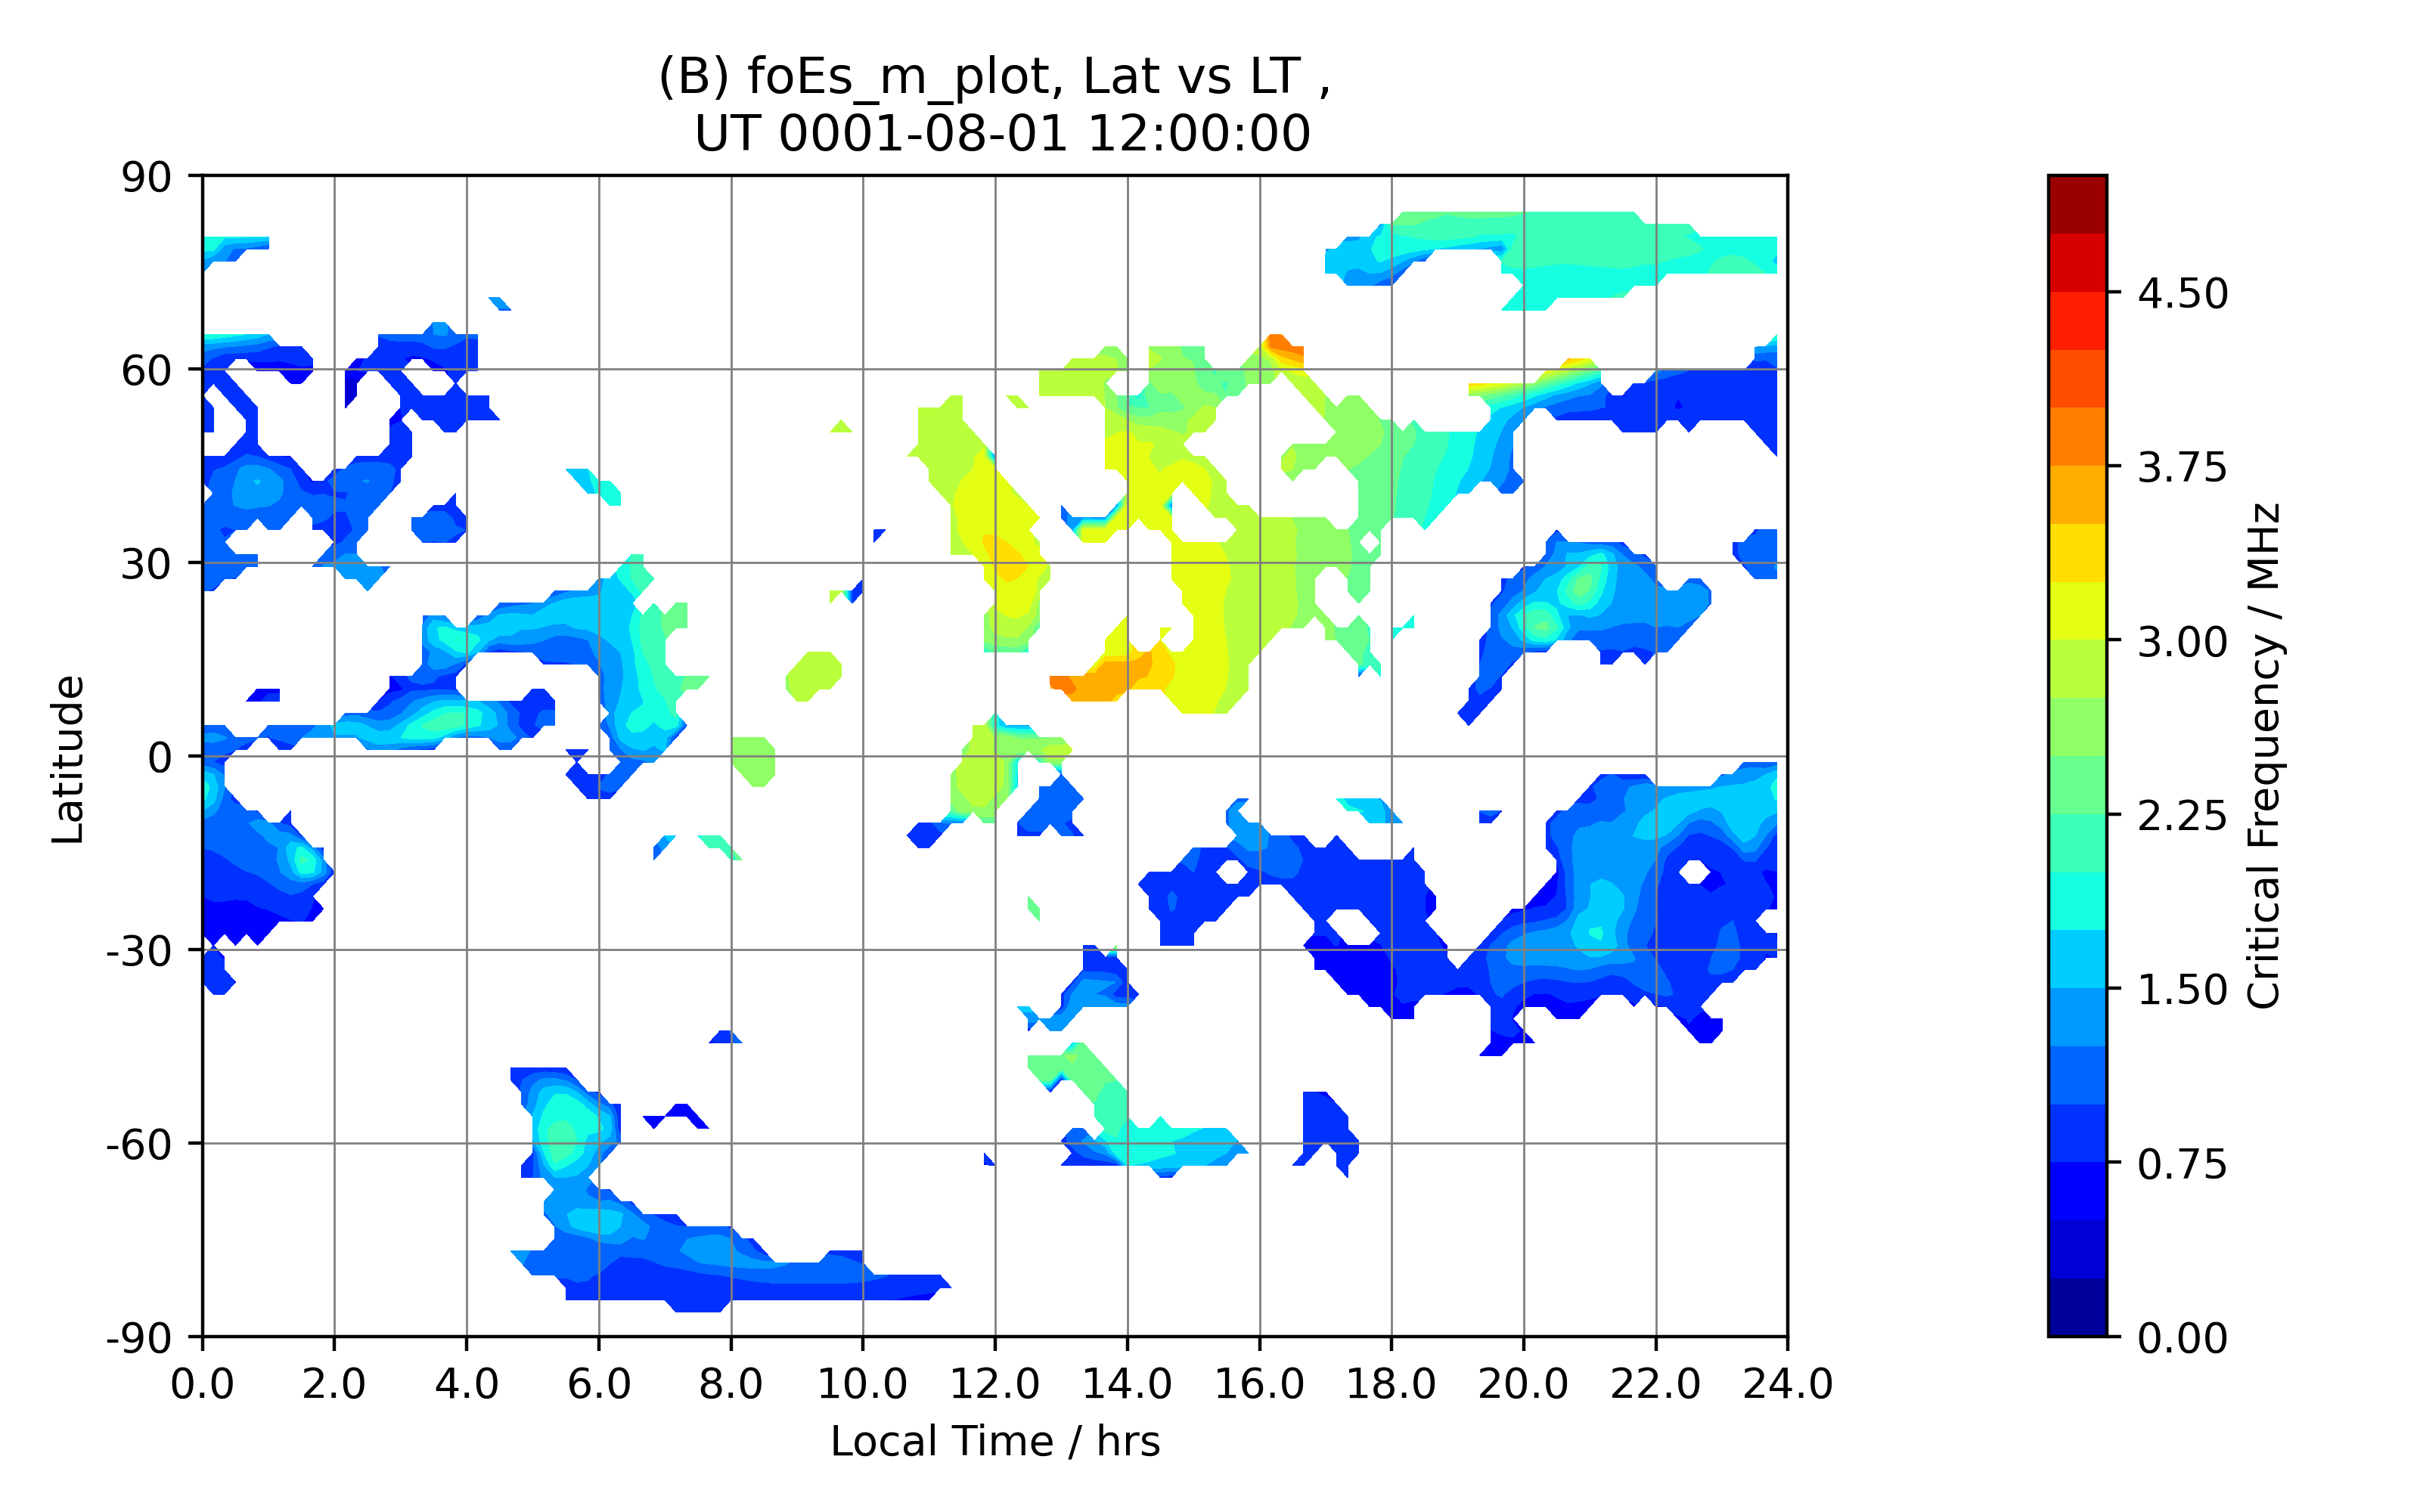 (B) foEs_m_plot, Lat vs LT ,
UT 0001-08-01 12:00:00
90
60
30
0
-30
-60
-90
Latitude
0.0 2.0 4.0 6.0 8.0 10.0 12.0 14.0 16.0 18.0 20.0 22.0 24.0
Local Time / hrs
4.50
3.75
3.00
2.25
1.50
0.75
0.00
Critical Frequency / MHz